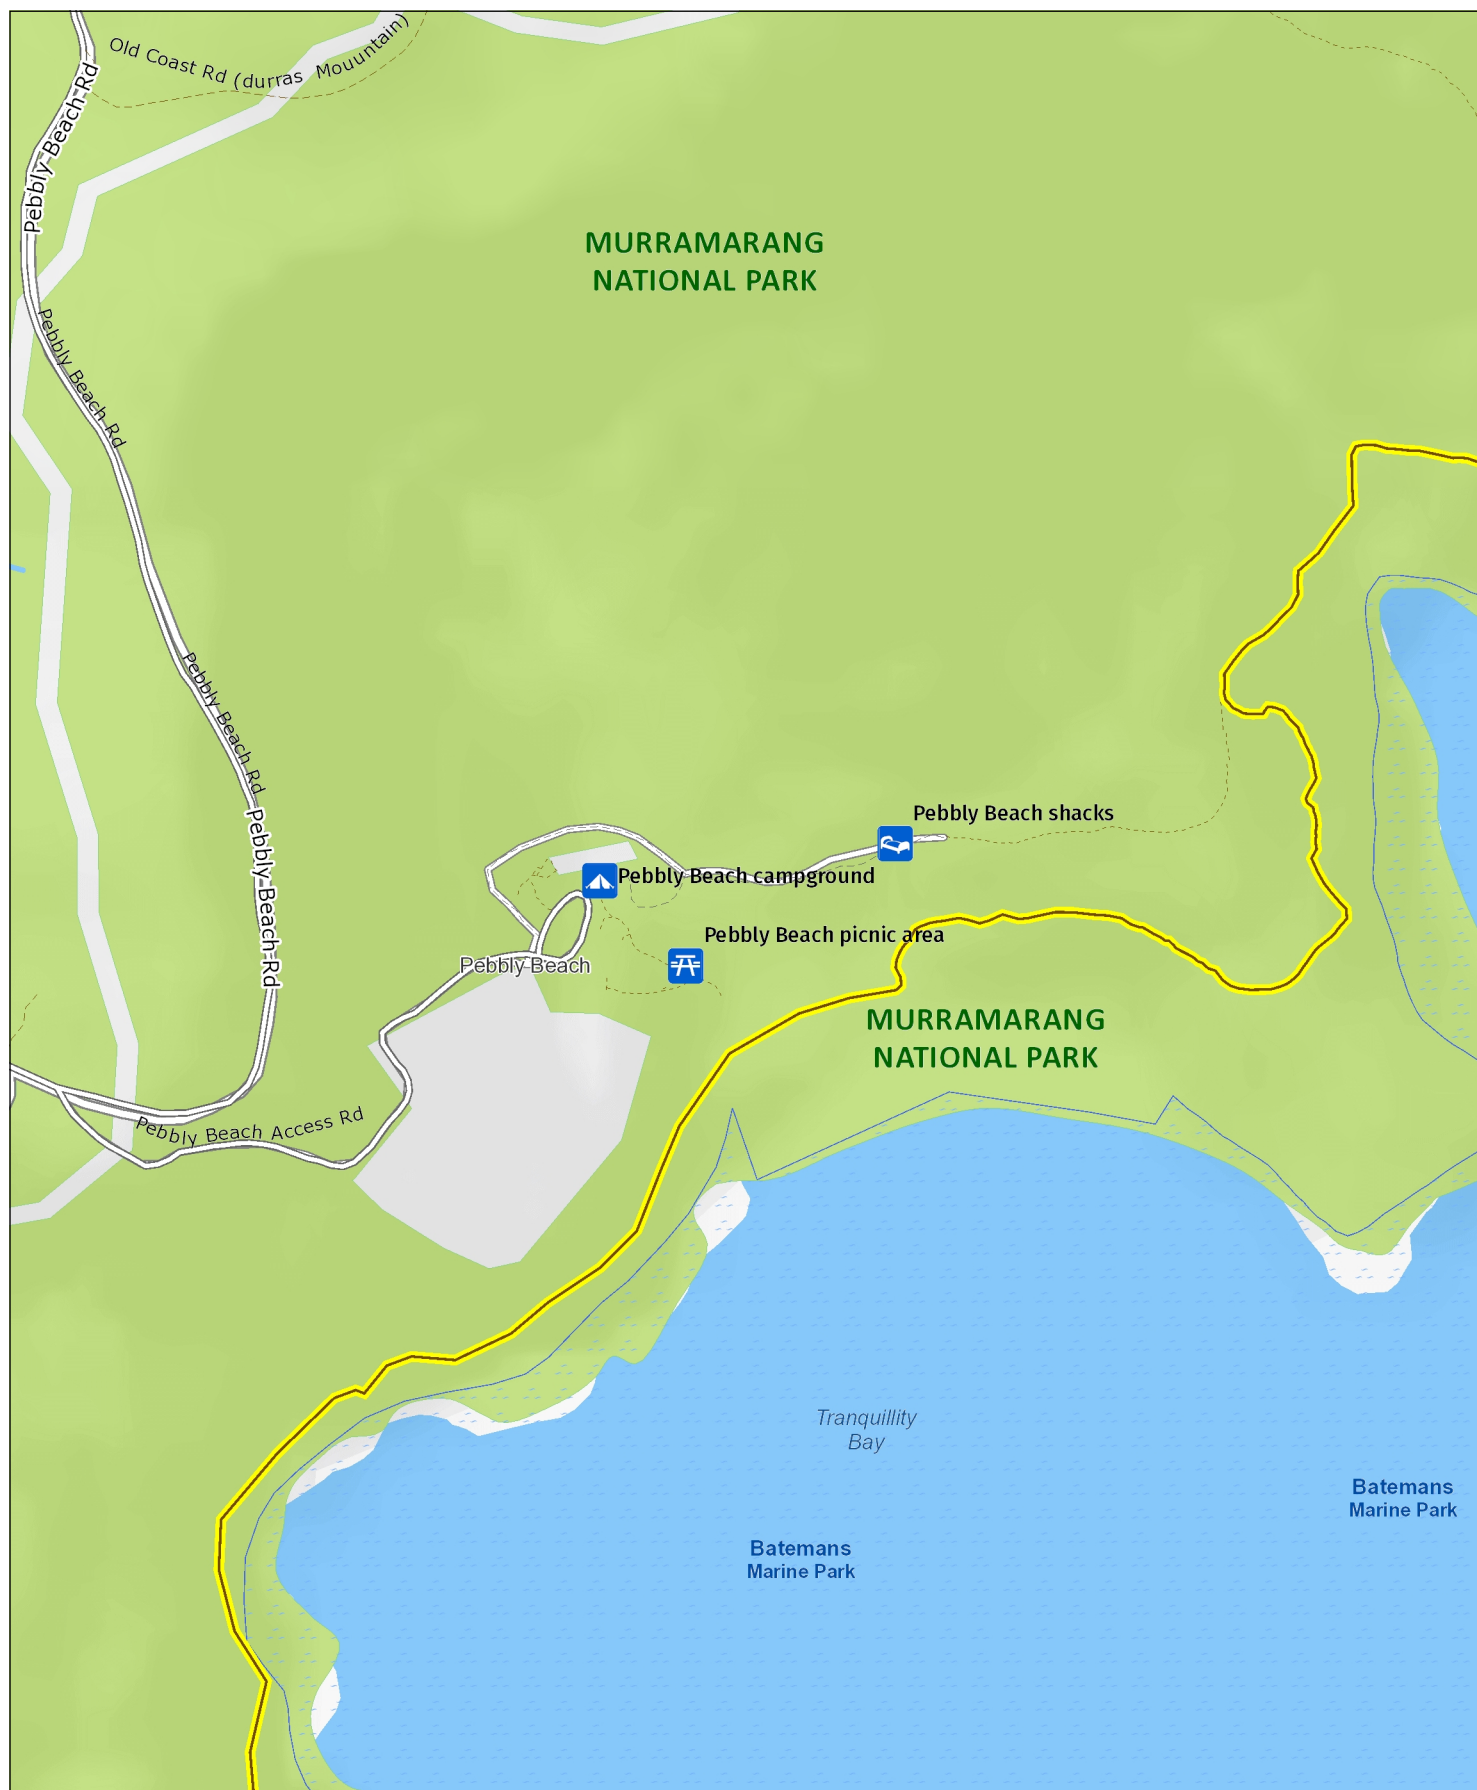 Old Coast Rd (durras Mouuntain)
Pebbly Beach Rd
MURRAMARANG
NATIONAL PARK
Pebbly Beach Rd
Pebbly Beach Rd
Pebbly Beach shacks
Pebbly Beach Rd
Pebbly Beach campground
Pebbly Beach picnic area
Pebbly Beach
MURRAMARANG
NATIONAL PARK
Pebbly Beach Access Rd
Tranquillity
Bay
Batemans
Marine Park
Batemans
Marine Park